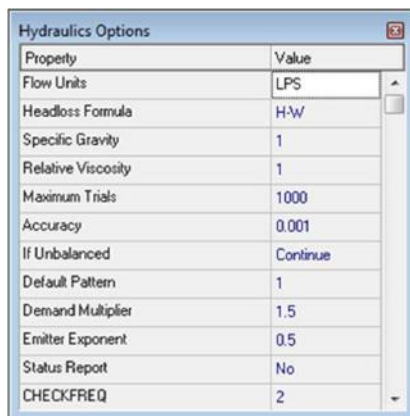 Hydraulics Options
Property Value
Flow Units LPS
Headloss Formula H-W
Specific Gravity 1
Relative Viscosity 1
Maximum Trials 1000
Accuracy 0.001
If Unbalanced Continue
Default Pattern 1
Demand Multiplier 1.5
Emitter Exponent 0.5
Status Report No
CHECKFREQ 2